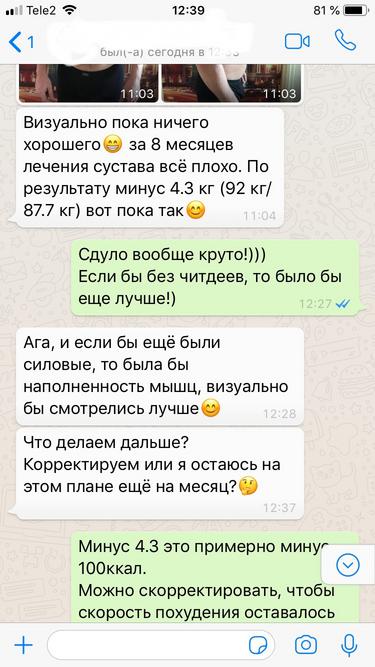 Tele2 12:39 81 %
1
был(-а) сегодня в 12:33
11:03 11:03
Визуально пока ничего
хорошего😁 за 8 месяцев
лечения сустава всё плохо. По
результату минус 4.3 кг (92 кг/
87.7 кг) вот пока так😊
11:04
Сдуло вообще круто!)))
Если бы без читдеев, то было бы
еще лучше!)
12:27
Ага, и если бы ещё были
силовые, то была бы
наполненность мышц, визуально
бы смотрелись лучше😊
12:28
Что делаем дальше?
Корректируем или я остаюсь на
этом плане ещё на месяц?🤔
12:37
Минус 4.3 это примерно минус
100ккал.
Можно скорректировать, чтобы
скорость похудения оставалось